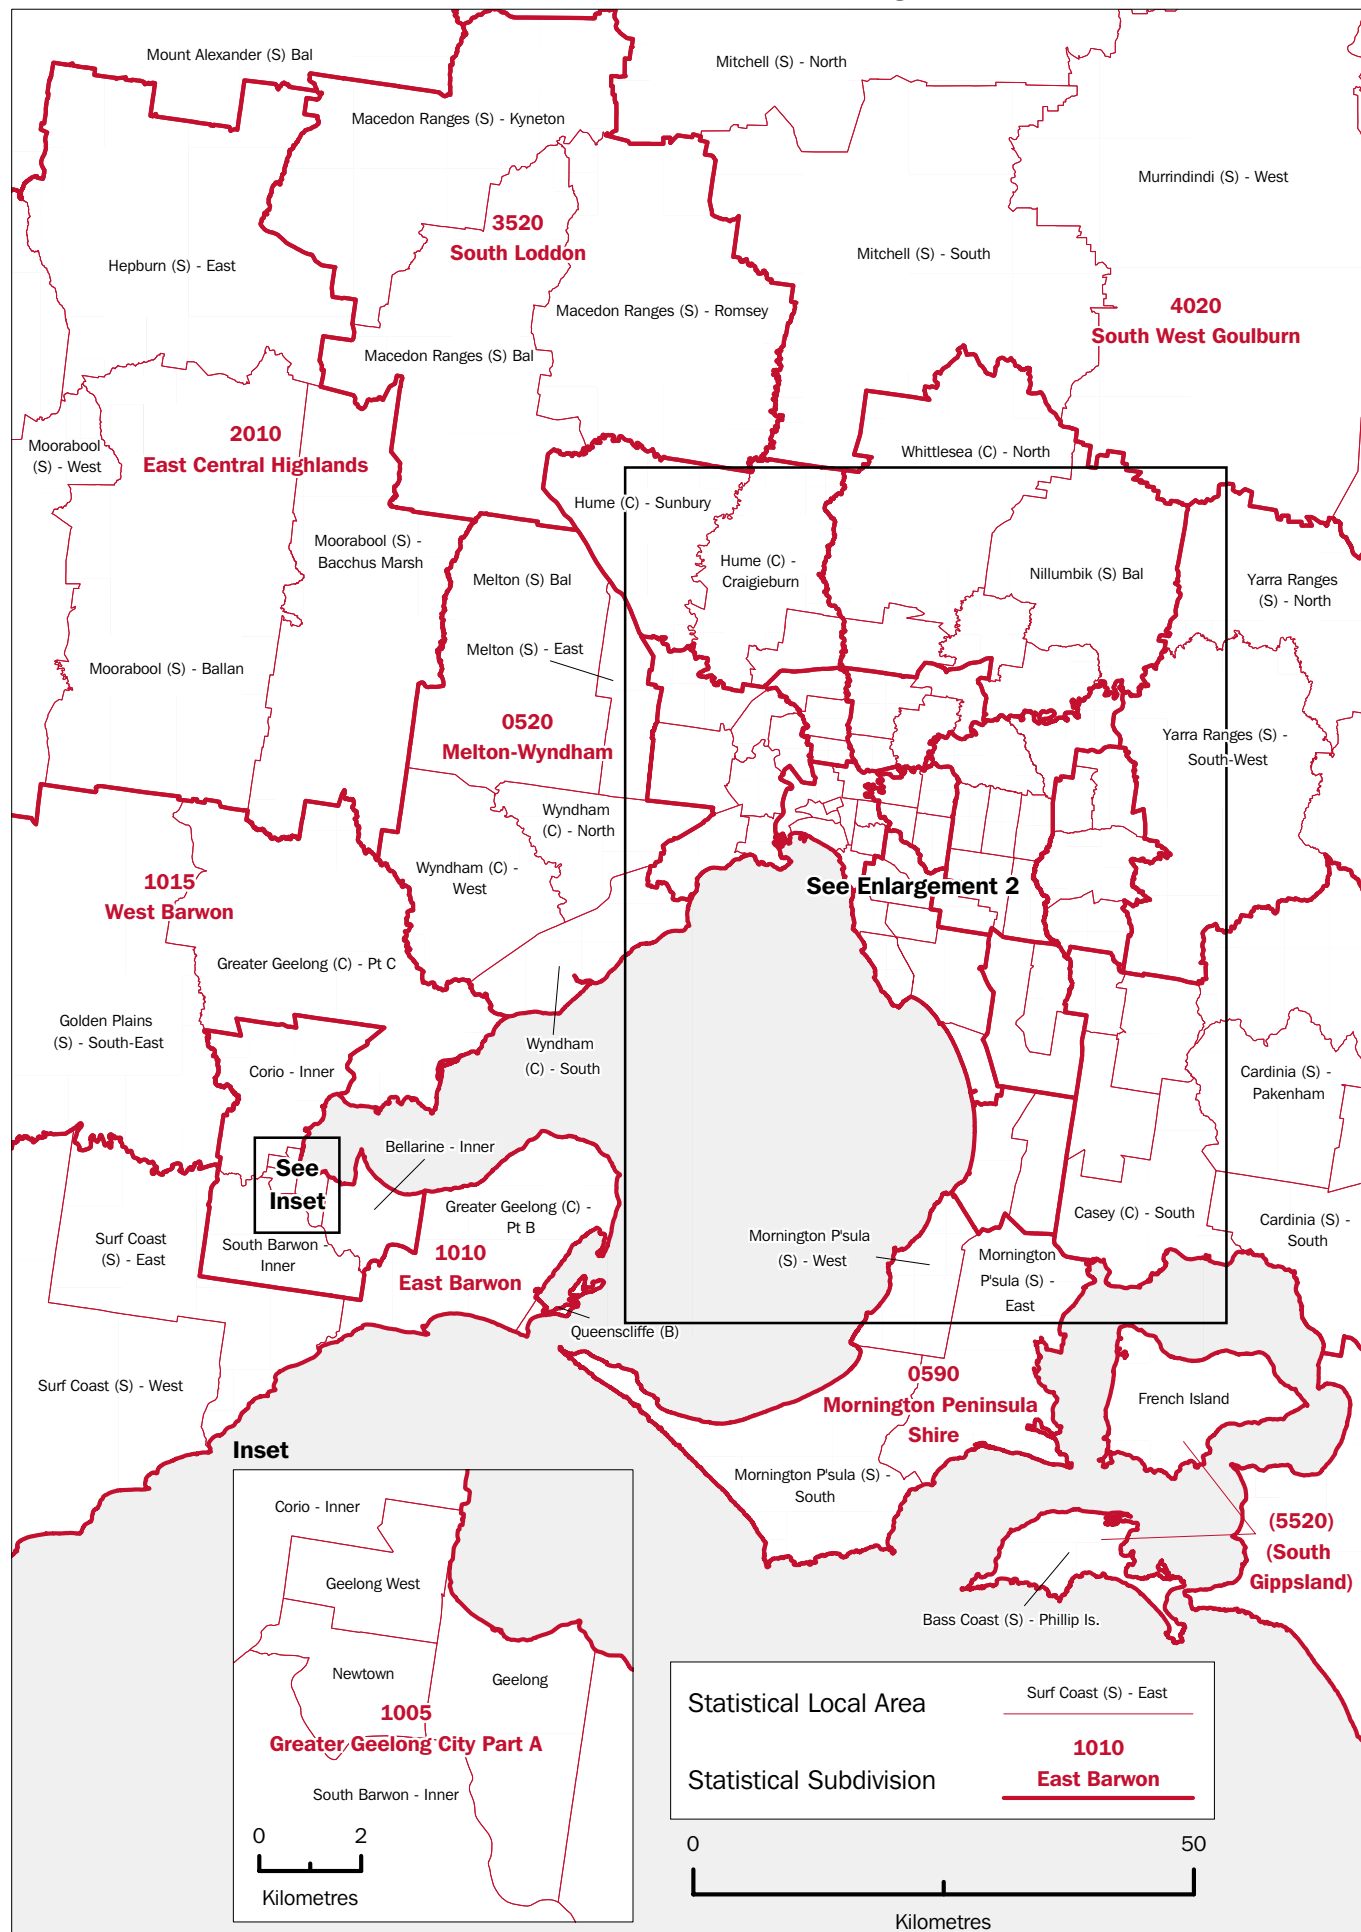 Mount Alexander (S) Bal
Mitchell (S) - North
Macedon Ranges (S) - Kyneton
Murrindindi (S) - West
3520
South Loddon
Hepburn (S) - East
Mitchell (S) - South
Macedon Ranges (S) - Romsey
4020
South West Goulburn
Macedon Ranges (S) Bal
2010
East Central Highlands
Moorabool
(S) - West
Whittlesea (C) - North
Hume (C) - Sunbury
Moorabool (S) -
Bacchus Marsh
Hume (C) -
Craigieburn
Melton (S) Bal
Nillumbik (S) Bal
Yarra Ranges
(S) - North
Melton (S) - East
Moorabool (S) - Ballan
0520
Melton-Wyndham
Yarra Ranges (S) -
South-West
Wyndham
(C) - North
Wyndham (C) -
West
1015
West Barwon
See Enlargement 2
Greater Geelong (C) - Pt C
Golden Plains
(S) - South-East
Wyndham
(C) - South
Corio - Inner
Cardinia (S) -
Pakenham
Bellarine - Inner
See
Inset
Greater Geelong (C) -
Pt B
Casey (C) - South
Cardinia (S) -
South
Surf Coast
(S) - East
South Barwon -
Inner
1010
East Barwon
Mornington P'sula
(S) - West
Mornington
P'sula (S) -
East
Queenscliffe (B)
Surf Coast (S) - West
0590
Mornington Peninsula
Shire
French Island
Inset
Mornington P'sula (S) -
South
(5520)
(South
Gippsland)
Corio - Inner
Geelong West
Bass Coast (S) - Phillip Is.
Newtown
Geelong
1005
Greater Geelong City Part A
South Barwon - Inner
0 2
Kilometres
Statistical Local Area
Surf Coast (S) - East
Statistical Subdivision
1010
East Barwon
0 50
Kilometres